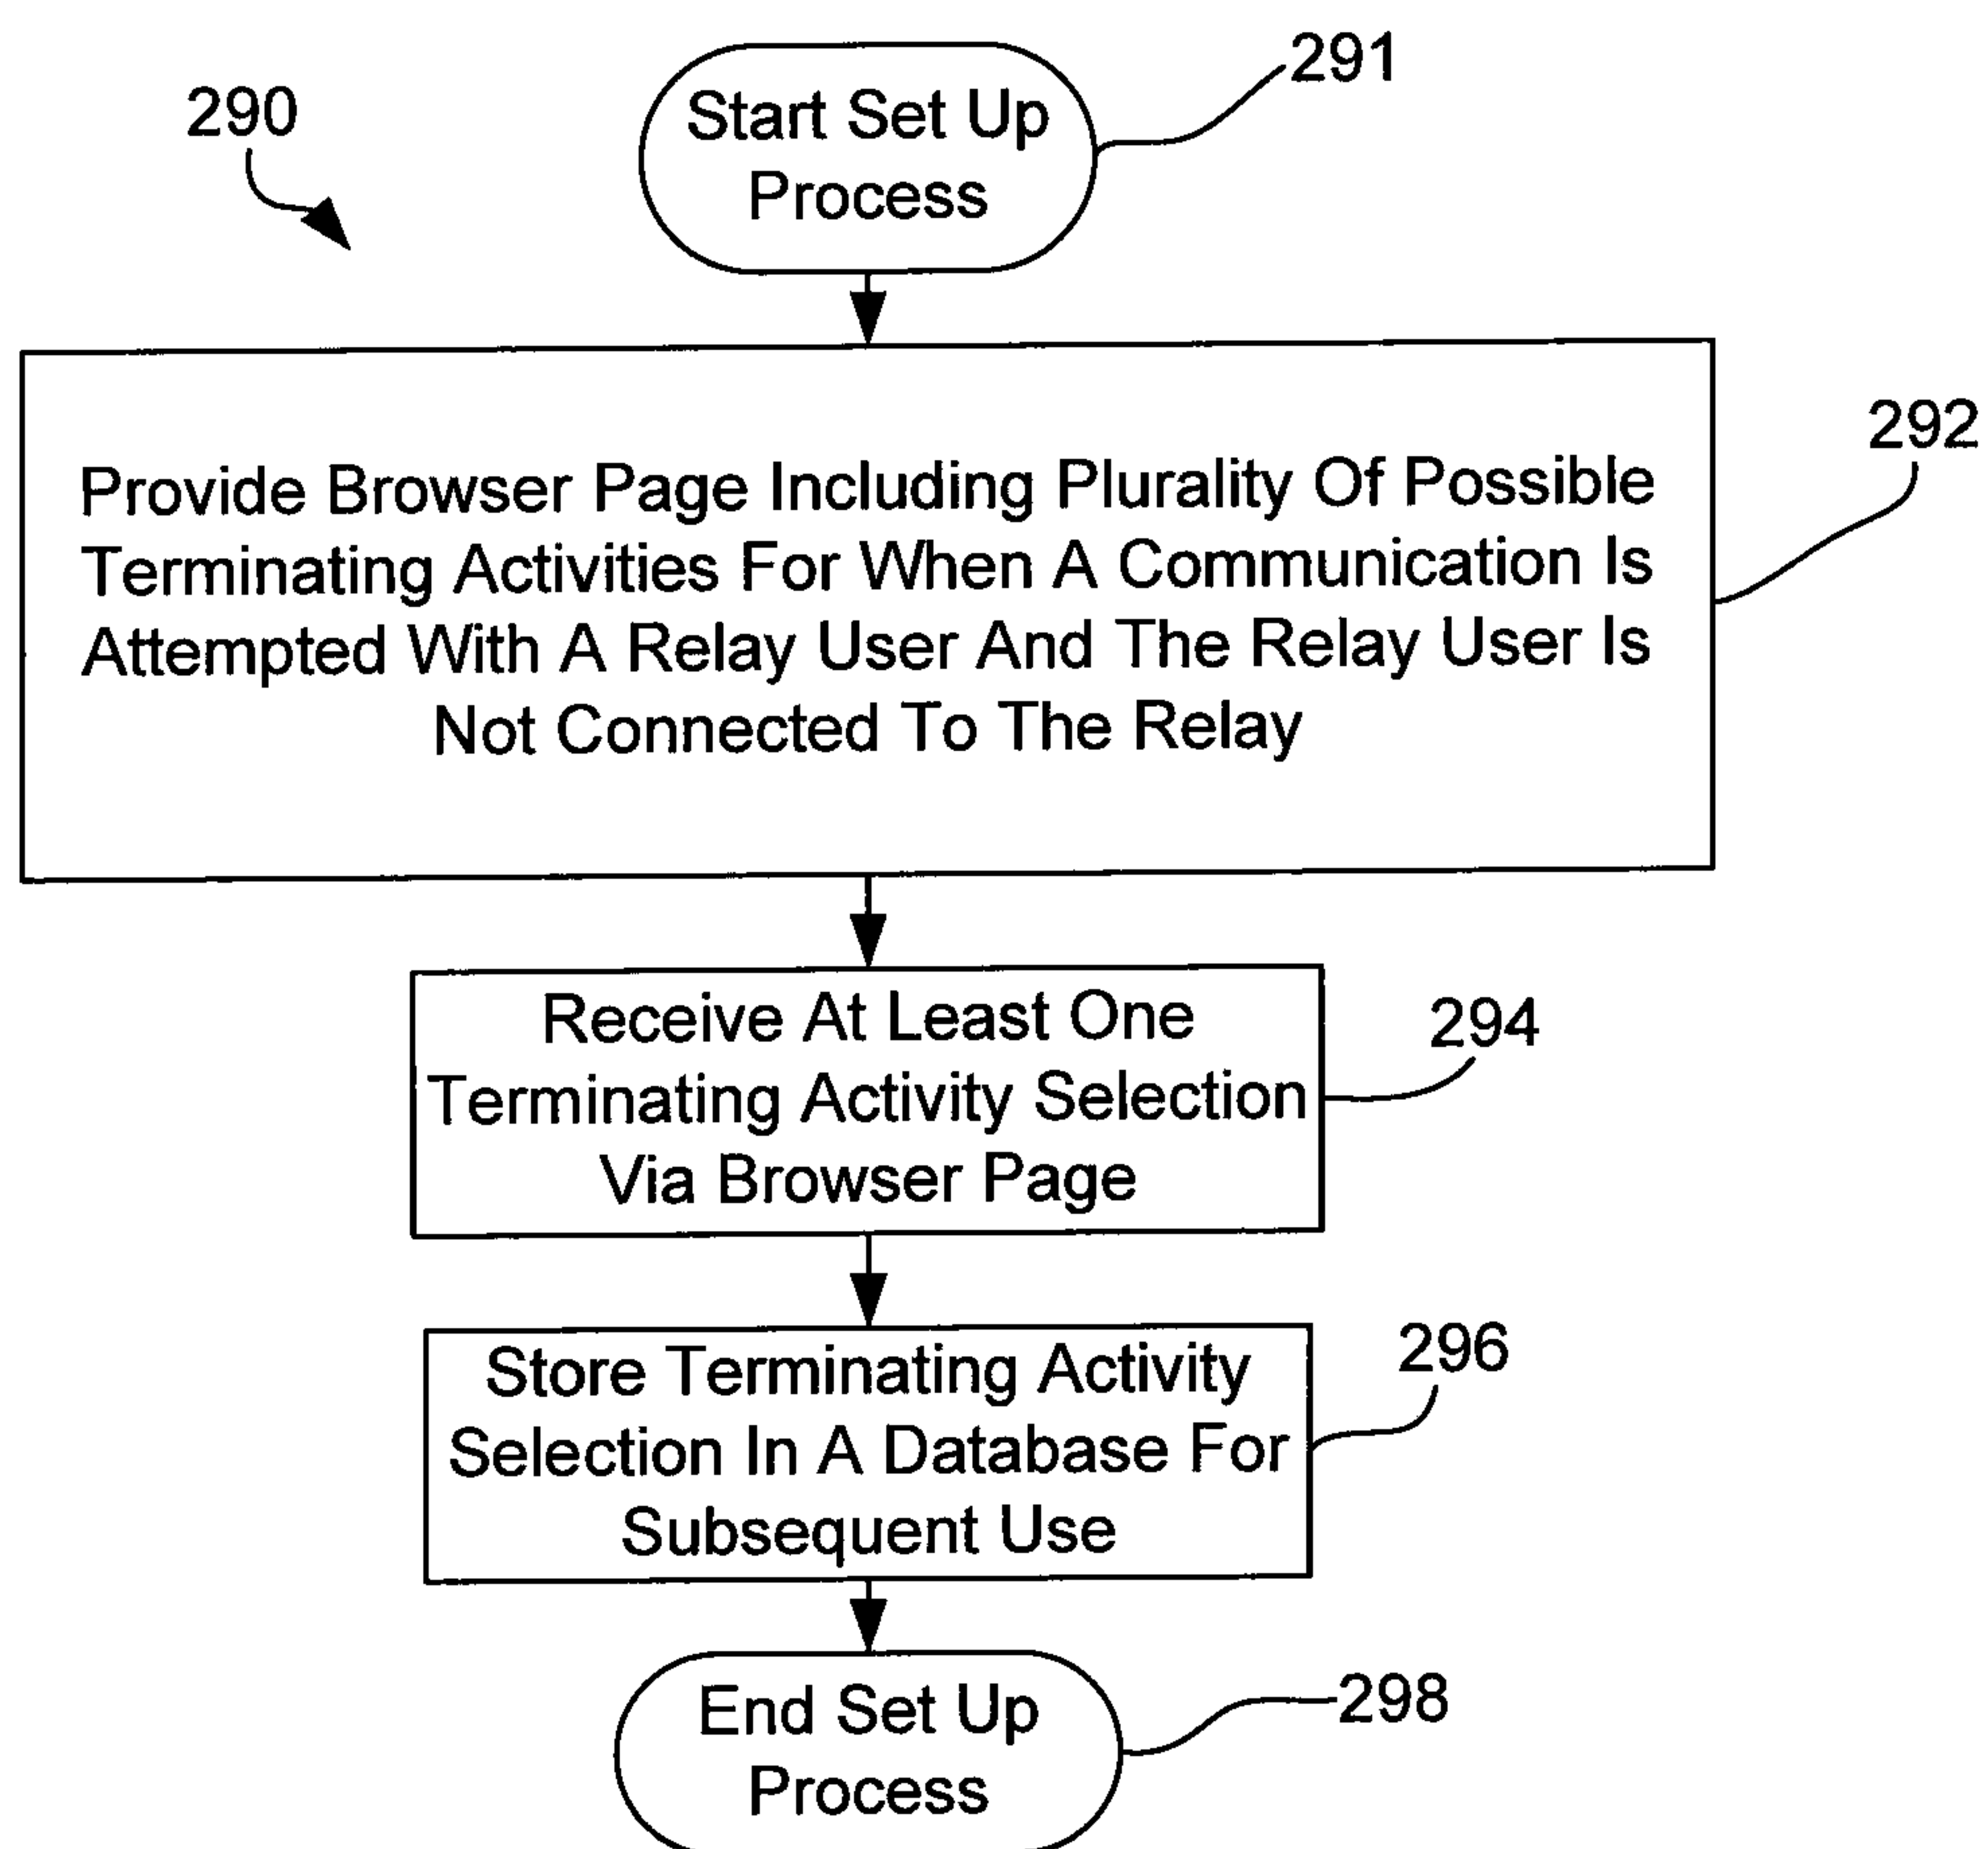 290
Start Set Up
Process
291
Provide Browser Page Including Plurality Of Possible
Terminating Activities For When A Communication Is
Attempted With A Relay User And The Relay User Is
Not Connected To The Relay
292
Receive At Least One
Terminating Activity Selection
Via Browser Page
294
Store Terminating Activity
Selection In A Database For
Subsequent Use
296
End Set Up
Process
298